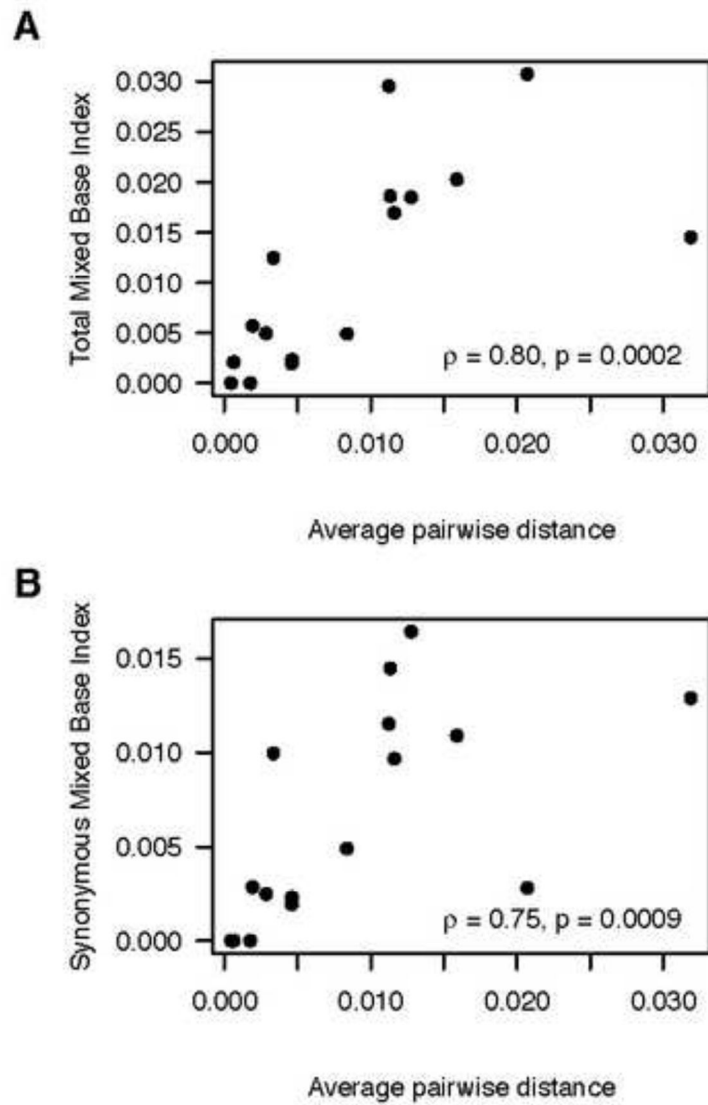 A
Total Mixed Base Index
0.030
0.025
0.020
0.015
0.010
0.005
0.000
ρ = 0.80, p = 0.0002
0.000 0.010 0.020 0.030
Average pairwise distance
B
Synonymous Mixed Base Index
0.015
0.010
0.005
0.000
ρ = 0.75, p = 0.0009
0.000 0.010 0.020 0.030
Average pairwise distance